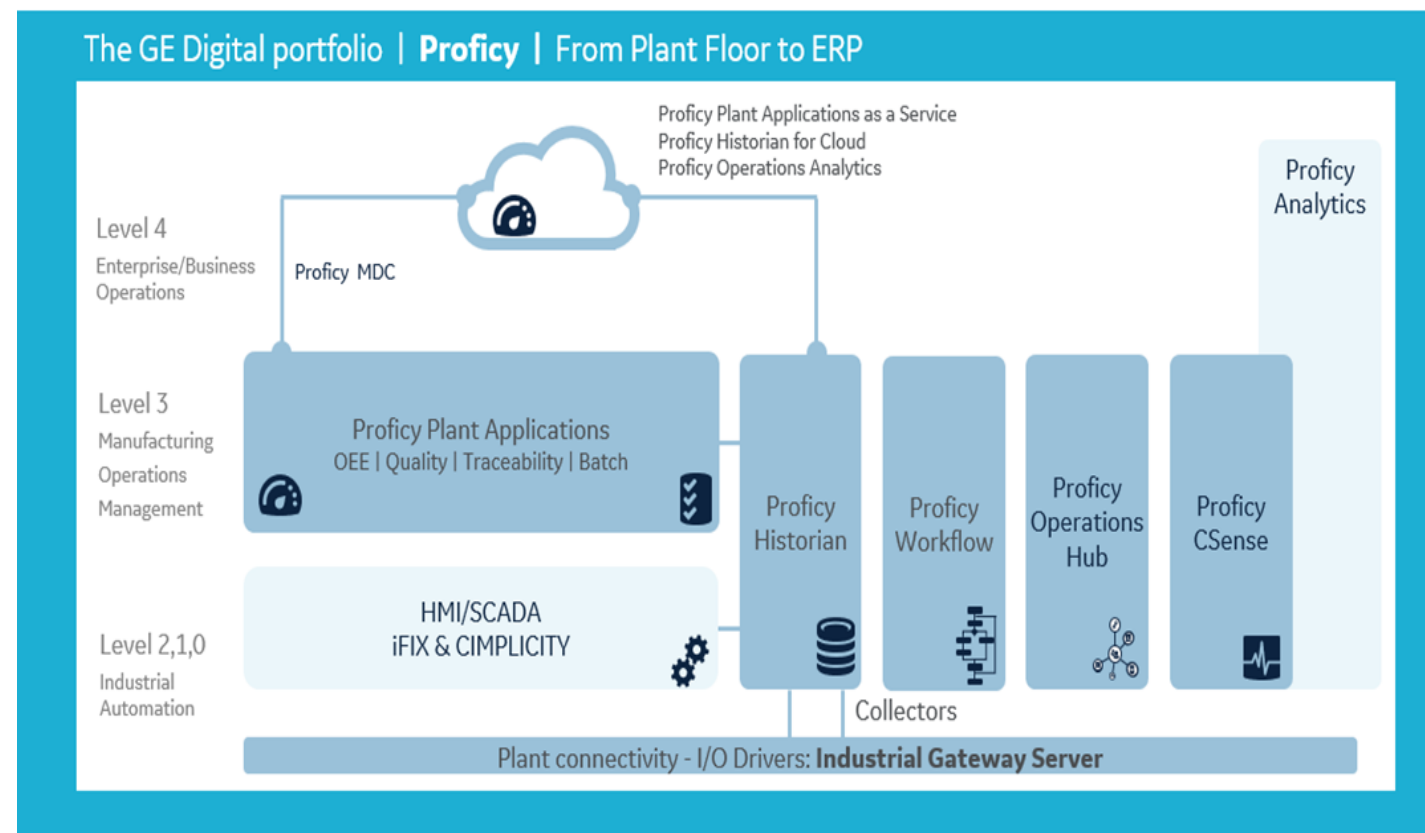 The GE Digital portfolio | Proficy | From Plant Floor to ERP
Proficy Plant Applications as a Service
Proficy Historian for Cloud
Proficy Operations Analytics
Proficy
Analytics
Level 4
Enterprise/Business
Operations
Proficy MDC
Level 3
Manufacturing
Operations
Management
Proficy Plant Applications
OEE | Quality | Traceability | Batch
Proficy
Historian
Proficy
Workflow
Proficy
Operations
Hub
Proficy
CSense
Level 2,1,0
Industrial
Automation
HMI/SCADA
iFIX & CIMPLICITY
Collectors
Plant connectivity - I/O Drivers: Industrial Gateway Server